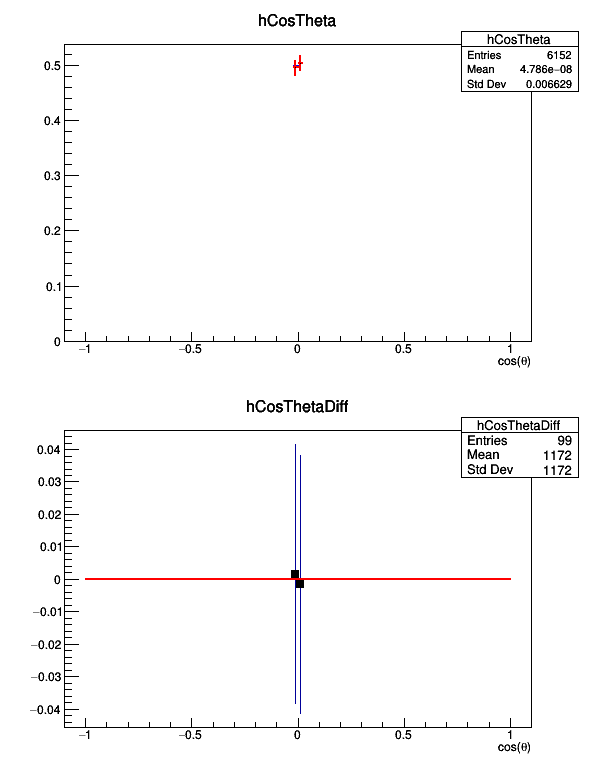 hCosTheta
hCosTheta
Entries 6152
Mean 4.786e−08
Std Dev 0.006629
0.5
0.4
0.3
0.2
0.1
0
−1 −0.5 0 0.5 1
cos(θ)
hCosThetaDiff
hCosThetaDiff
Entries 99
Mean 1172
Std Dev 1172
0.04
0.03
0.02
0.01
0
−0.01
−0.02
−0.03
−0.04
−1 −0.5 0 0.5 1
cos(θ)